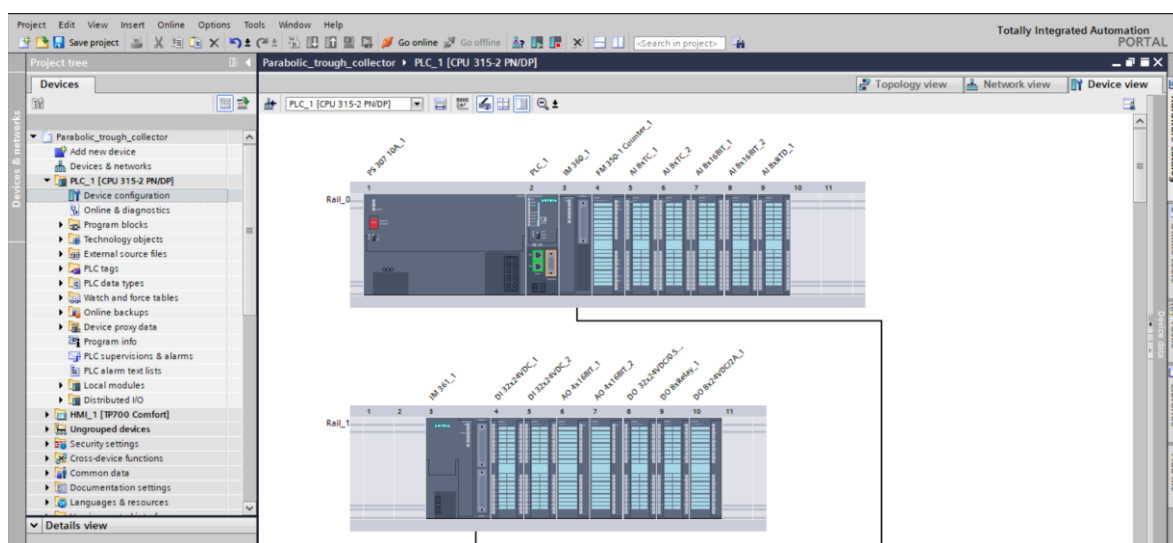 Project Edit View Insert Online Options Tools Window Help
Totally Integrated Automation
PORTAL
Save project Go online Go offline <Search in project>
Project tree
Parabolic_trough_collector PLC_1 [CPU 315-2 PN/DP]
Devices
Topology view Network view Device view
PLC_1 [CPU 315-2 PN/DP]
Devices & networks
Parabolic_trough_collector
Add new device
Devices & networks
PLC_1 [CPU 315-2 PN/DP]
Device configuration
Online & diagnostics
Program blocks
Technology objects
External source files
PLC tags
PLC data types
Watch and force tables
Online backups
Device proxy data
Program info
PLC supervisions & alarms
PLC alarm text lists
Local modules
Distributed I/O
HMI_1 [TP700 Comfort]
Ungrouped devices
Security settings
Cross-device functions
Common data
Documentation settings
Languages & resources
Details view
PS 307 10A_1 PLC_1 IM 360_1 FM 350-1 Counter_1 AI 8xTC_1 AI 8xTC_2 AI 8x16BIT_1 AI 8x16BIT_2 AI 8xRTD_1
1 2 3 4 5 6 7 8 9 10 11
Rail_0
IM 361_1 DI 32x24VDC_1 DI 32x24VDC_2 AO 4x16BIT_1 AO 4x16BIT_2 DO 32x24VDC/0.5... DO 8xRelay_1 DO 8x24VDC/2A_1
1 2 3 4 5 6 7 8 9 10 11
Rail_1
Device data